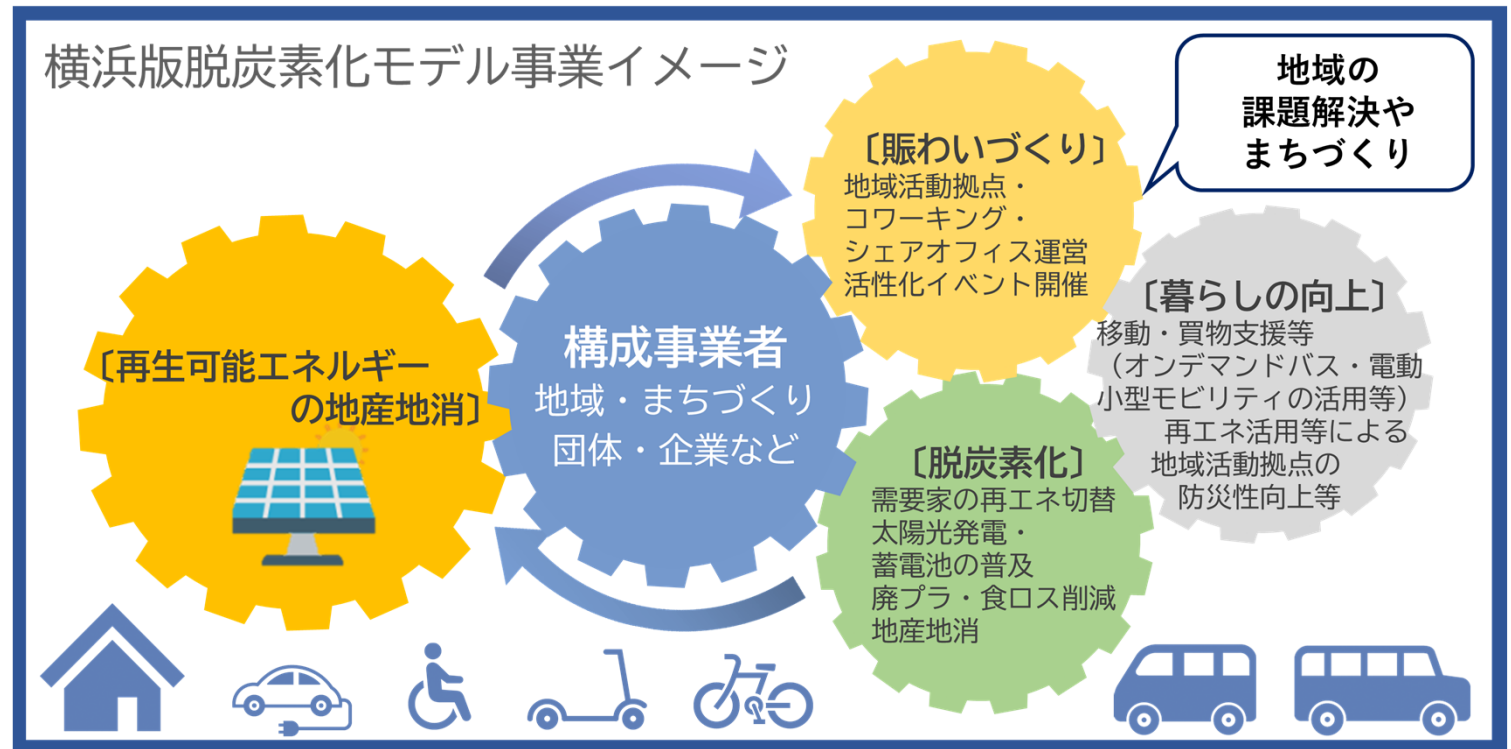 横浜版脱炭素化モデル事業イメージ
地域の
課題解決や
まちづくり
〔再生可能エネルギー
の地産地消〕
構成事業者
地域・まちづくり
団体・企業など
〔賑わいづくり〕
地域活動拠点・
コワーキング・
シェアオフィス運営
活性化イベント開催
〔暮らしの向上〕
移動・買物支援等
（オンデマンドバス・電動
小型モビリティの活用等）
再エネ活用等による
地域活動拠点の
防災性向上等
〔脱炭素化〕
需要家の再エネ切替
太陽光発電・
蓄電池の普及
廃プラ・食ロス削減
地産地消